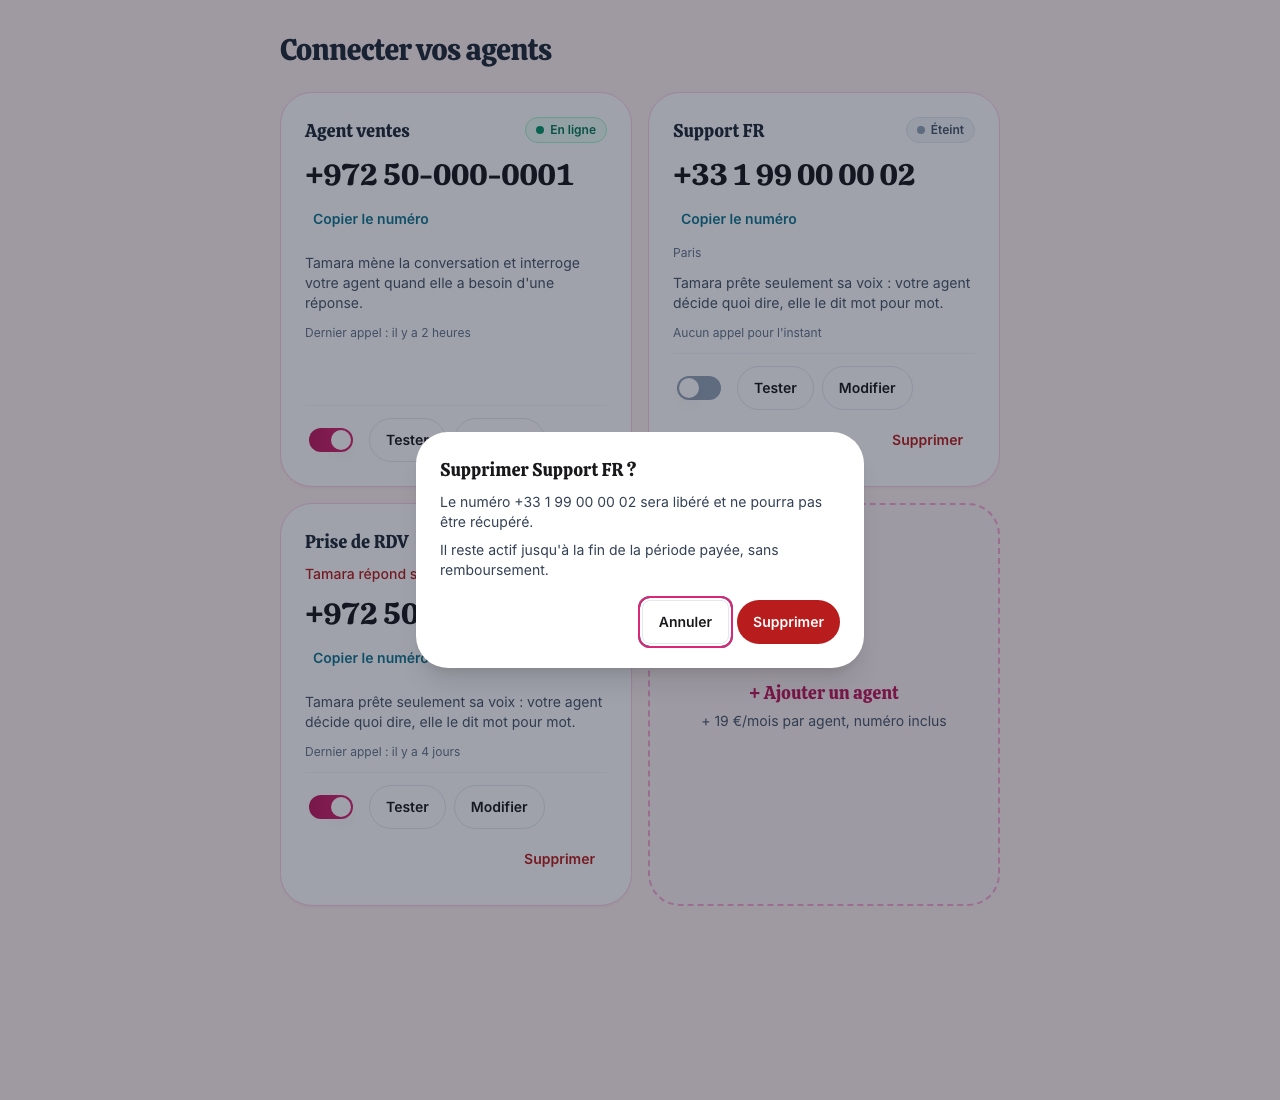 Connecter vos agents
Agent ventes
En ligne
+972 50-000-0001
Copier le numéro
Tamara mène la conversation et interroge
votre agent quand elle a besoin d'une
réponse.
Dernier appel : il y a 2 heures
Tester
Support FR
Éteint
+33 1 99 00 00 02
Copier le numéro
Paris
Tamara prête seulement sa voix : votre agent
décide quoi dire, elle le dit mot pour mot.
Aucun appel pour l'instant
Tester
Modifier
Supprimer
Supprimer Support FR ?
Le numéro +33 1 99 00 00 02 sera libéré et ne pourra pas
être récupéré.
Il reste actif jusqu'à la fin de la période payée, sans
remboursement.
Annuler
Supprimer
Prise de RDV
Tamara répond
+972 50
Copier le numéro
Tamara prête seulement sa voix : votre agent
décide quoi dire, elle le dit mot pour mot.
Dernier appel : il y a 4 jours
Tester
Modifier
Supprimer
+ Ajouter un agent
+ 19 €/mois par agent, numéro inclus